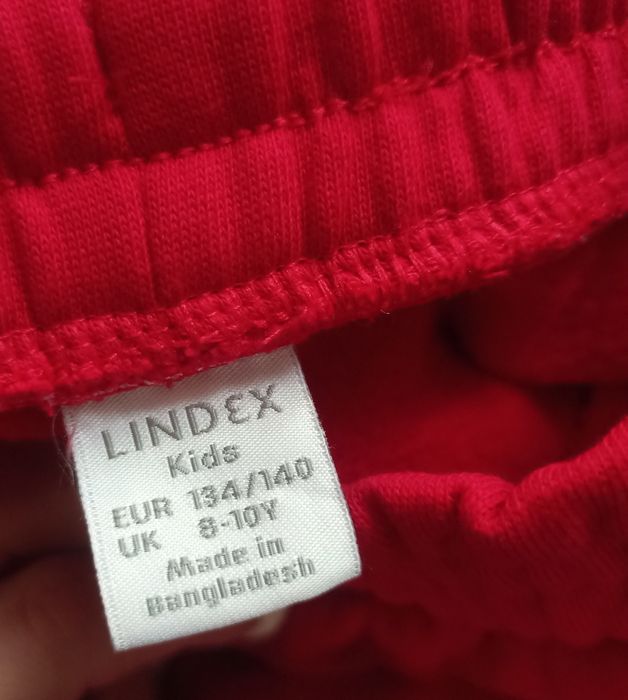 LINDEX
Kids
EUR 134/140
UK 8-10Y
Made in
Bangladesh